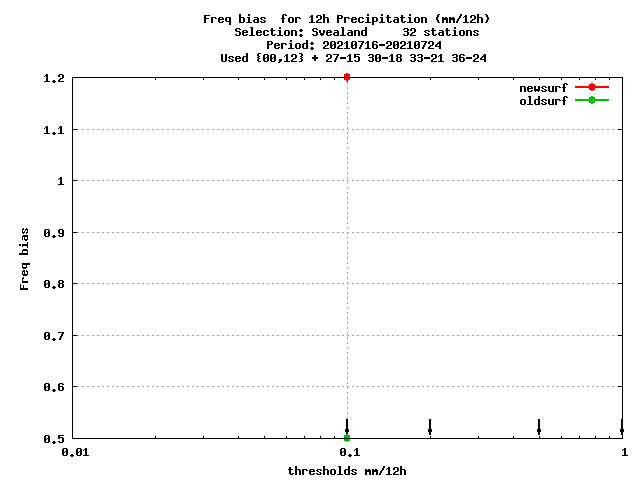 Freq bias  for 12h Precipitation (mm/12h)
Selection: Svealand     32 stations
Period: 20210716-20210724
Used {00,12} + 27-15 30-18 33-21 36-24
newsurf
oldsurf
1.2
1.1
1
0.9
0.8
0.7
0.6
0.5
Freq bias
0.01
0.1
1
thresholds mm/12h